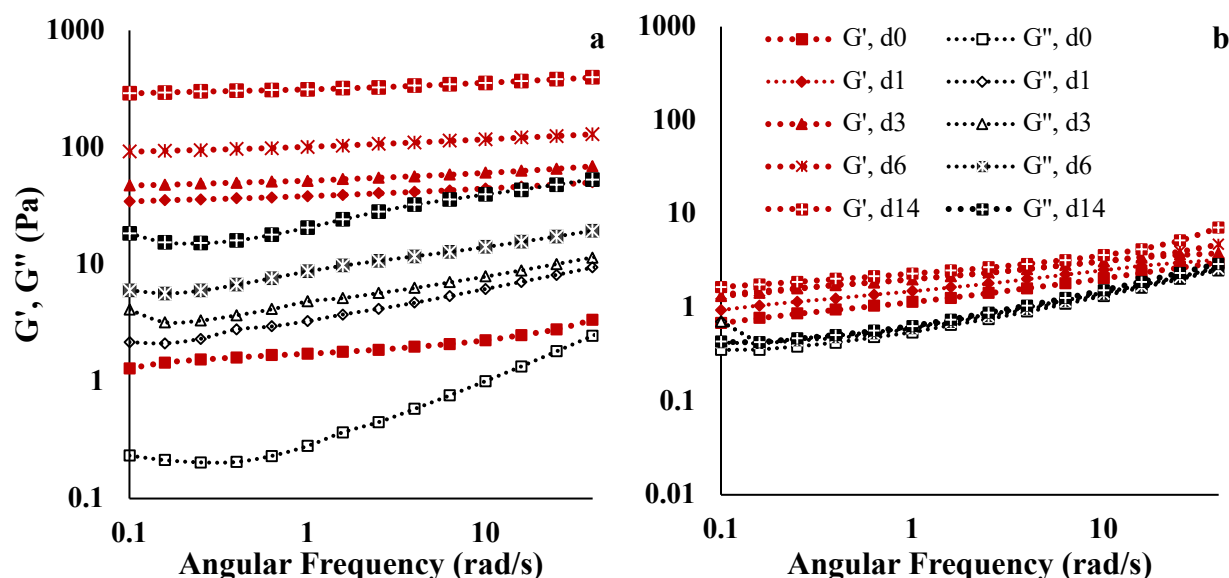 1000
100
10
1
0.1
G', G'' (Pa)
0.1 1 10
Angular Frequency (rad/s)
a
1000
100
10
1
0.1
0.01
0.1 1 10
Angular Frequency (rad/s)
b
G', d0 G'', d0
G', d1 G'', d1
G', d3 G'', d3
G', d6 G'', d6
G', d14 G'', d14